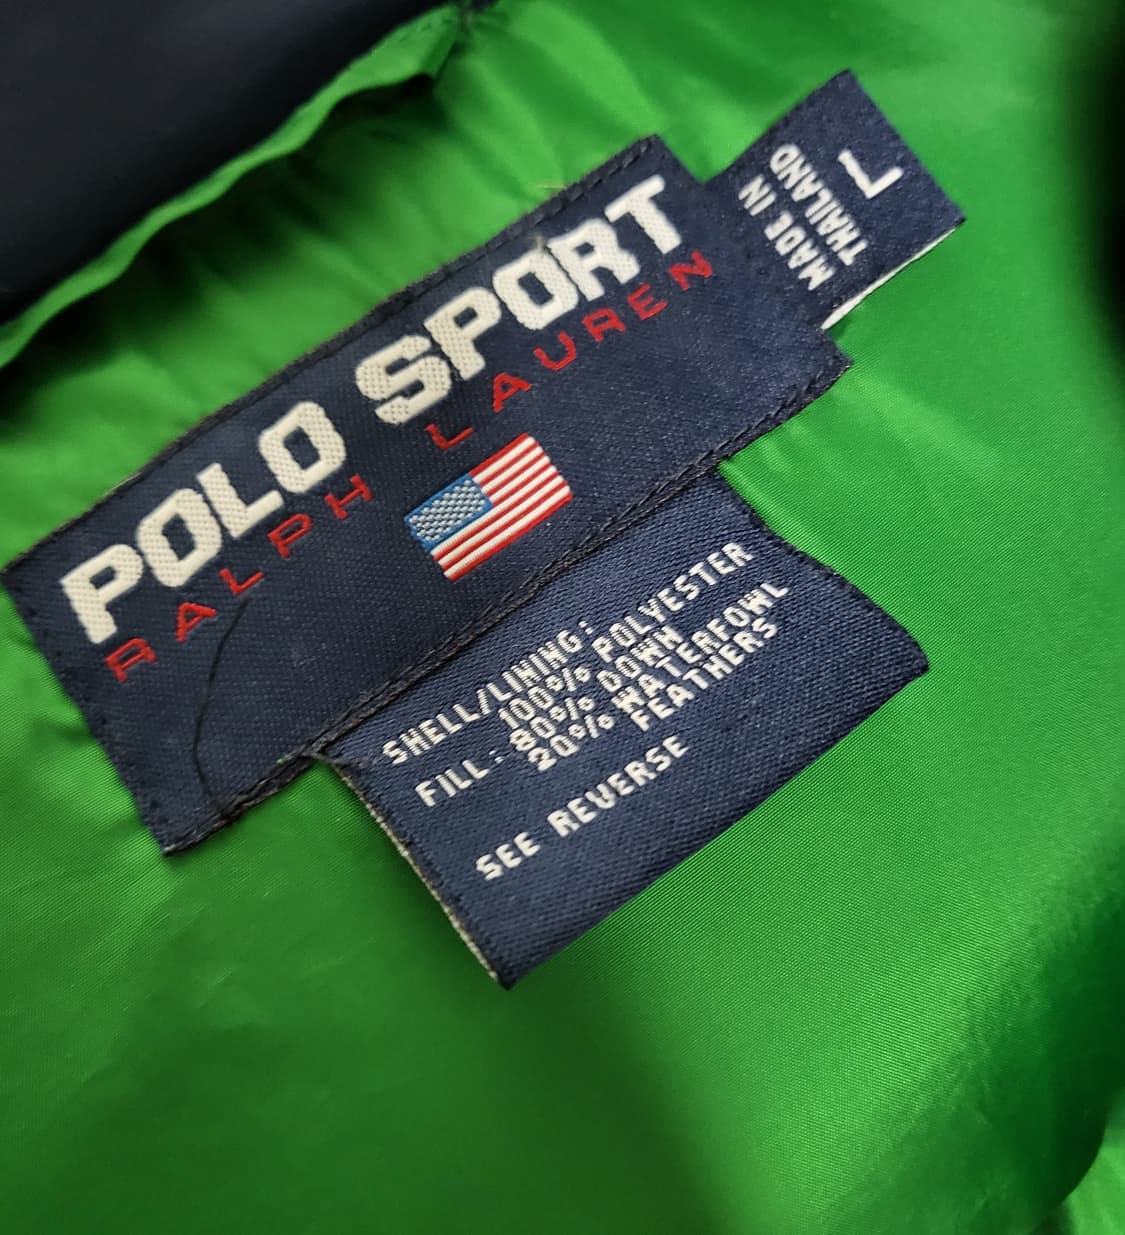 POLO SPORT
RALPH LAUREN
MADE IN
THAILAND
L
SHELL/LINING:
100% POLYESTER
FILL: 80% DOWN
20% WATERFOWL
FEATHERS
SEE REVERSE